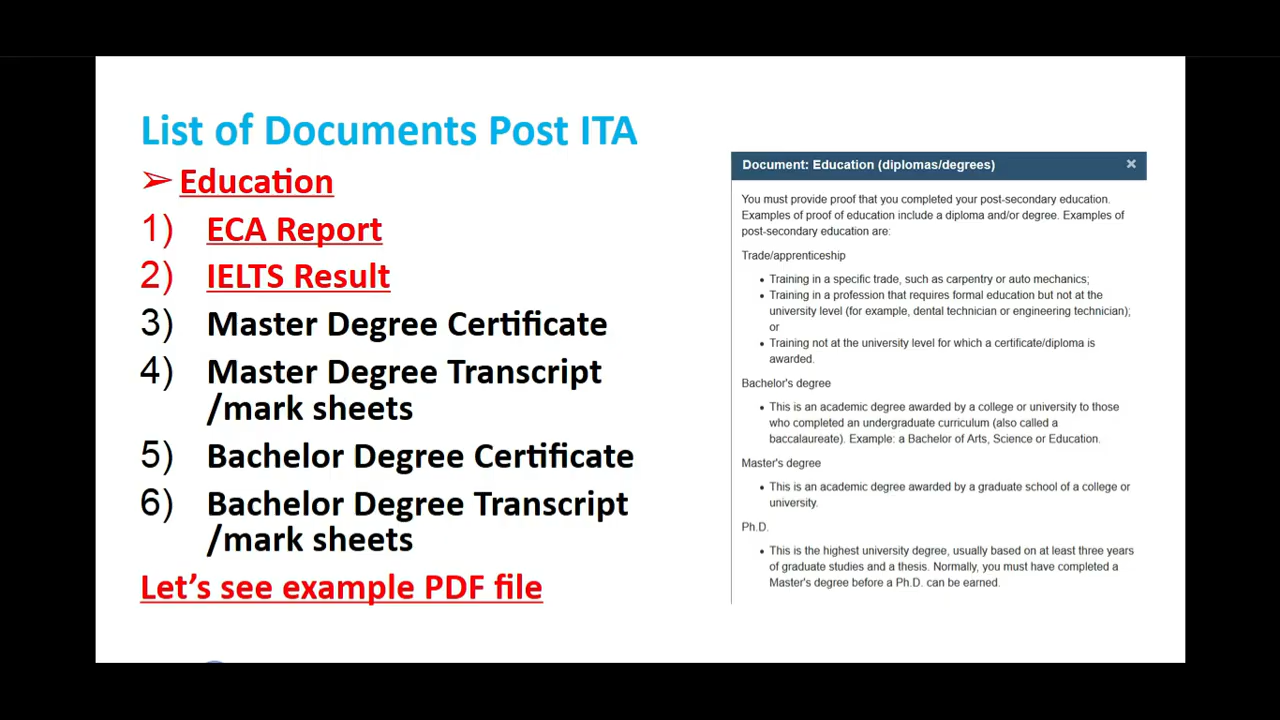 List of Documents Post ITA
➢ Education
1) ECA Report
2) IELTS Result
3) Master Degree Certificate
4) Master Degree Transcript
/mark sheets
5) Bachelor Degree Certificate
6) Bachelor Degree Transcript
/mark sheets
Let's see example PDF file
Document: Education (diplomas/degrees) ×
You must provide proof that you completed your post-secondary education.
Examples of proof of education include a diploma and/or degree. Examples of
post-secondary education are:
Trade/apprenticeship
• Training in a specific trade, such as carpentry or auto mechanics;
• Training in a profession that requires formal education but not at the
university level (for example, dental technician or engineering technician);
or
• Training not at the university level for which a certificate/diploma is
awarded.
Bachelor's degree
• This is an academic degree awarded by a college or university to those
who completed an undergraduate curriculum (also called a
baccalaureate). Example: a Bachelor of Arts, Science or Education.
Master's degree
• This is an academic degree awarded by a graduate school of a college or
university.
Ph.D.
• This is the highest university degree, usually based on at least three years
of graduate studies and a thesis. Normally, you must have completed a
Master's degree before a Ph.D. can be earned.